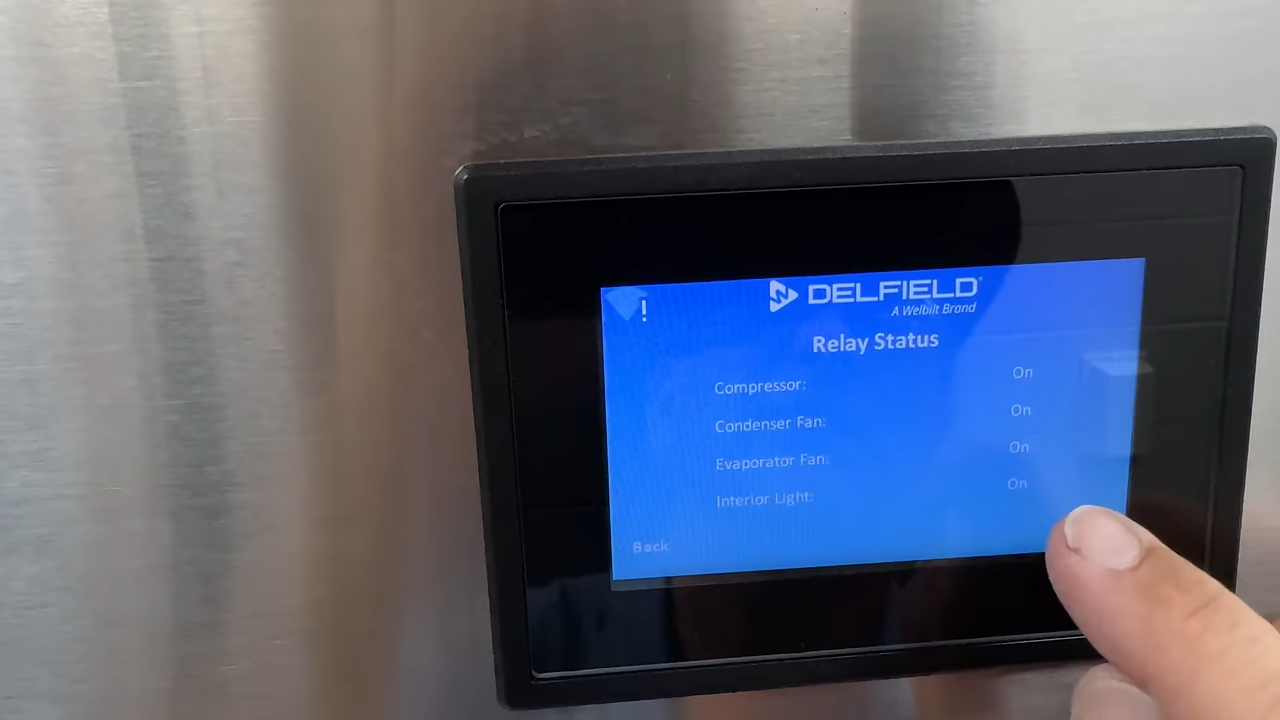 !
DELFIELD®
A Welbilt Brand
Relay Status
Compressor: On
Condenser Fan: On
Evaporator Fan: On
Interior Light: On
Back